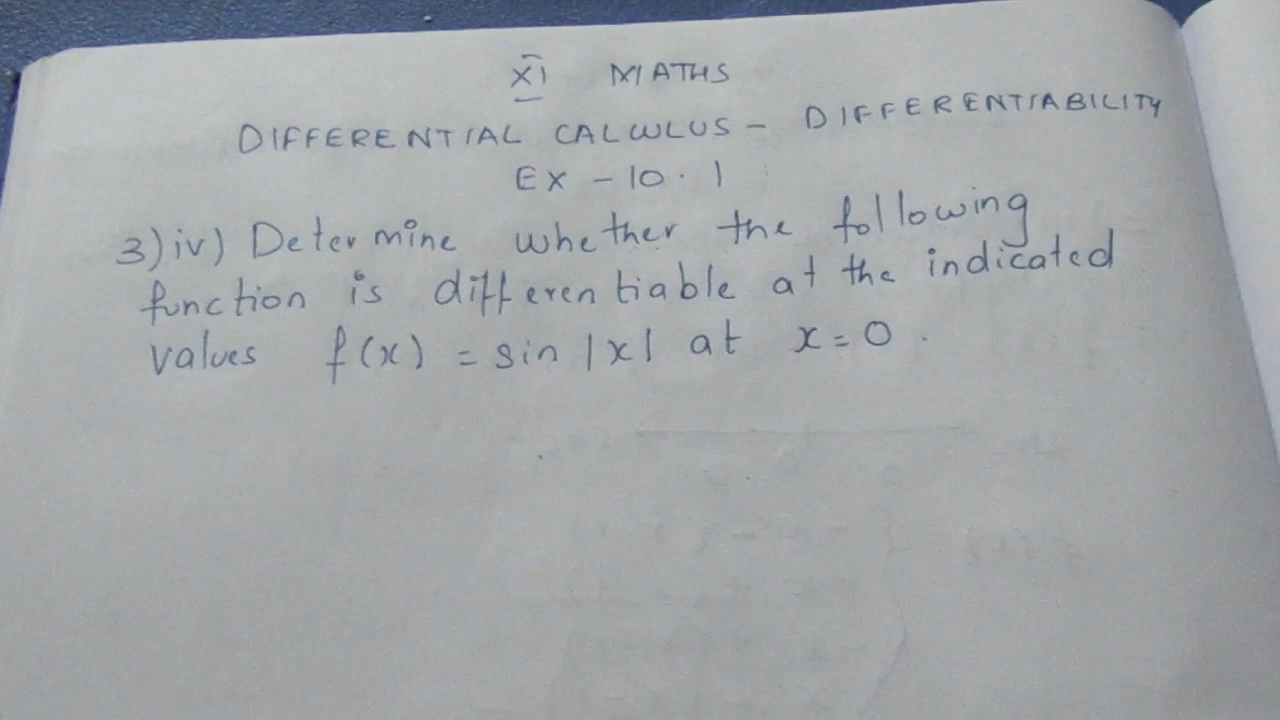 XI MATHS
DIFFERENTIAL CALCULUS - DIFFERENTIABILITY
EX - 10.1
3) iv) Determine whether the following
function is differentiable at the indicated
values f(x) = sin |x| at x = 0.